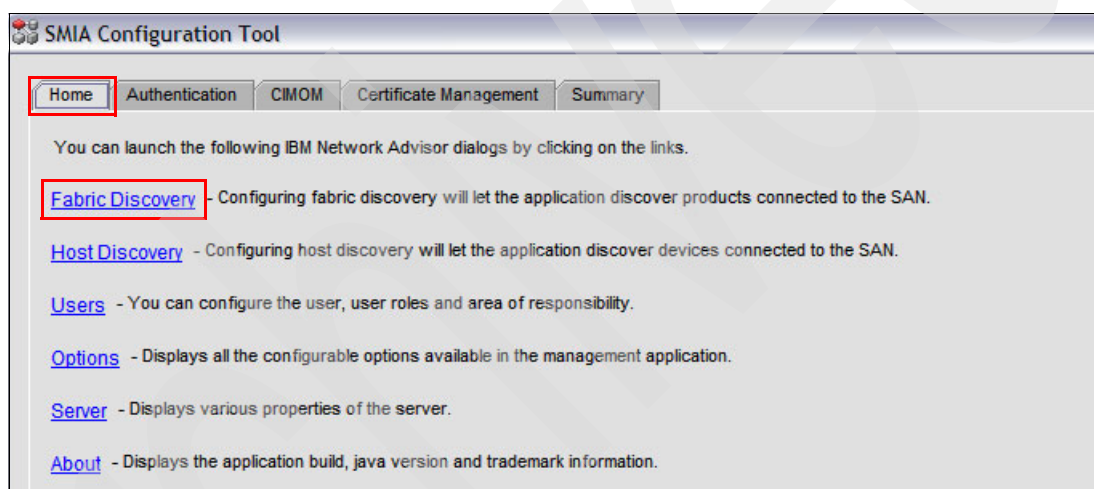 SMIA Configuration Tool
Home Authentication CIMOM Certificate Management Summary
You can launch the following IBM Network Advisor dialogs by clicking on the links.
Fabric Discovery - Configuring fabric discovery will let the application discover products connected to the SAN.
Host Discovery - Configuring host discovery will let the application discover devices connected to the SAN.
Users - You can configure the user, user roles and area of responsibility.
Options - Displays all the configurable options available in the management application.
Server - Displays various properties of the server.
About - Displays the application build, java version and trademark information.